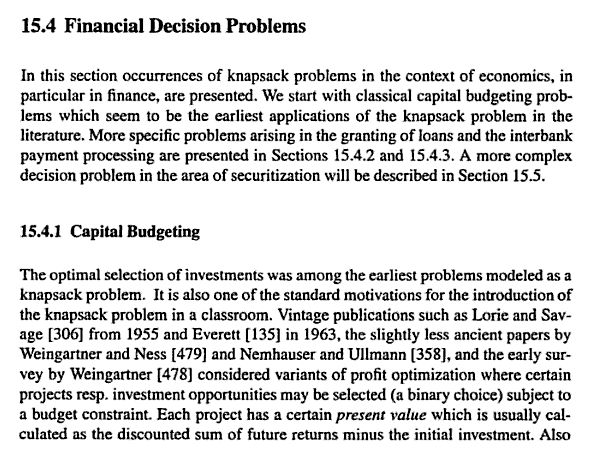 15.4 Financial Decision Problems
In this section occurrences of knapsack problems in the context of economics, in
particular in finance, are presented. We start with classical capital budgeting prob-
lems which seem to be the earliest applications of the knapsack problem in the
literature. More specific problems arising in the granting of loans and the interbank
payment processing are presented in Sections 15.4.2 and 15.4.3. A more complex
decision problem in the area of securitization will be described in Section 15.5.
15.4.1 Capital Budgeting
The optimal selection of investments was among the earliest problems modeled as a
knapsack problem. It is also one of the standard motivations for the introduction of
the knapsack problem in a classroom. Vintage publications such as Lorie and Sav-
age [306] from 1955 and Everett [135] in 1963, the slightly less ancient papers by
Weingartner and Ness [479] and Nemhauser and Ullmann [358], and the early sur-
vey by Weingartner [478] considered variants of profit optimization where certain
projects resp. investment opportunities may be selected (a binary choice) subject to
a budget constraint. Each project has a certain present value which is usually cal-
culated as the discounted sum of future returns minus the initial investment. Also